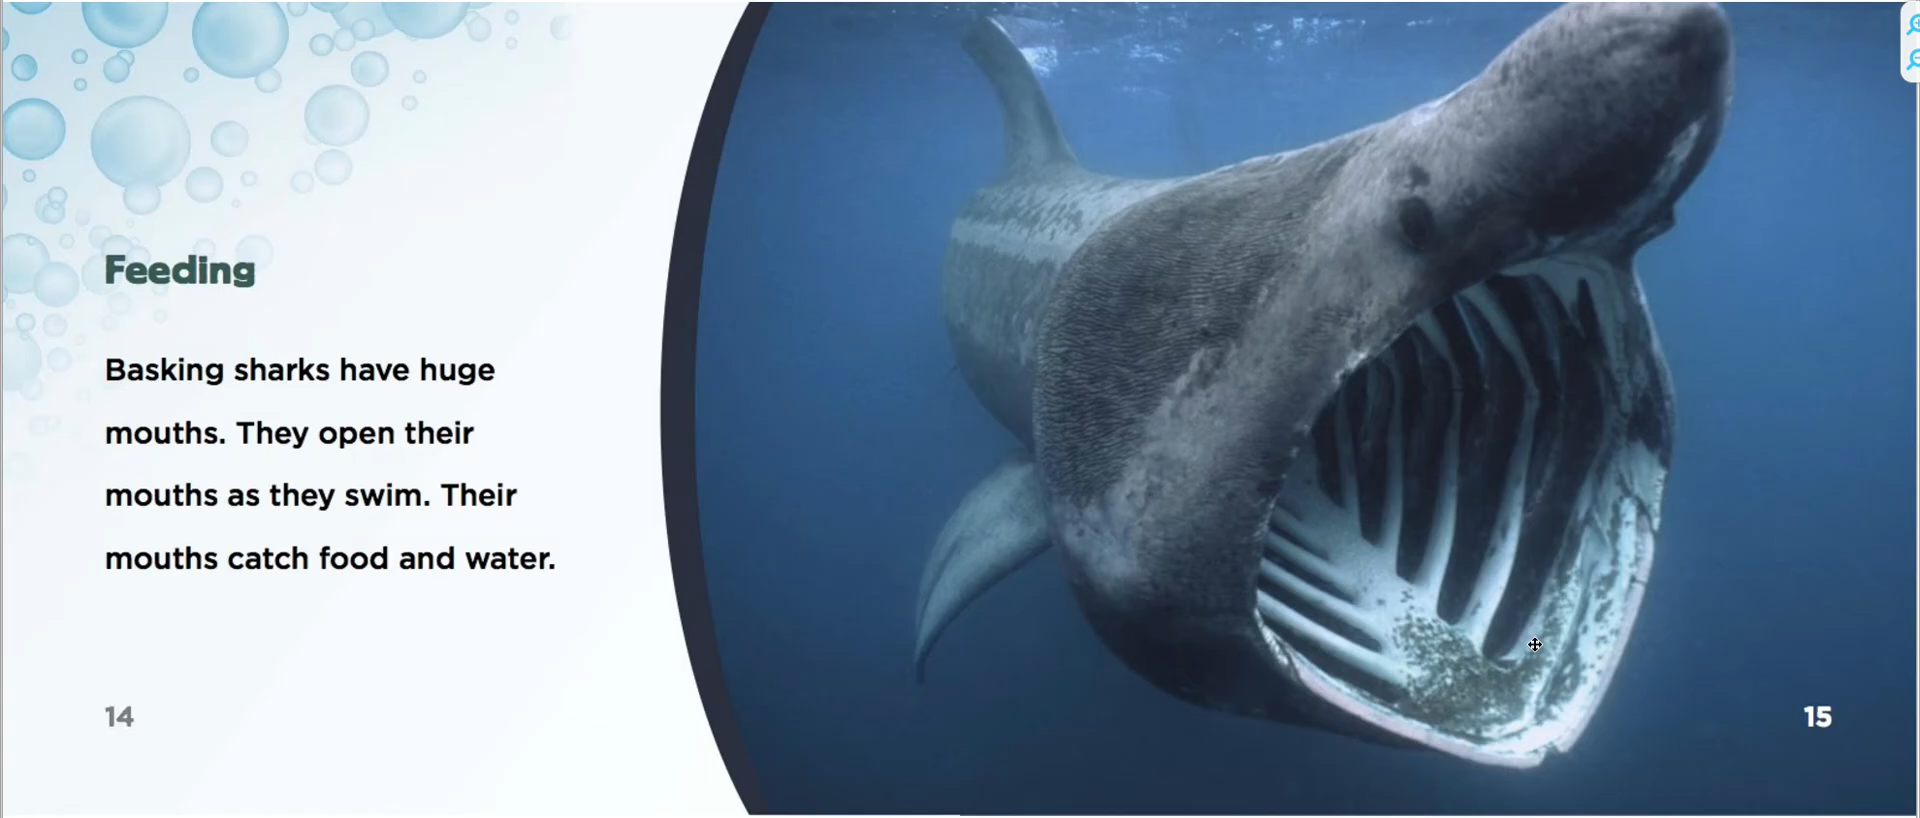 Feeding
Basking sharks have huge
mouths. They open their
mouths as they swim. Their
mouths catch food and water.
14
15